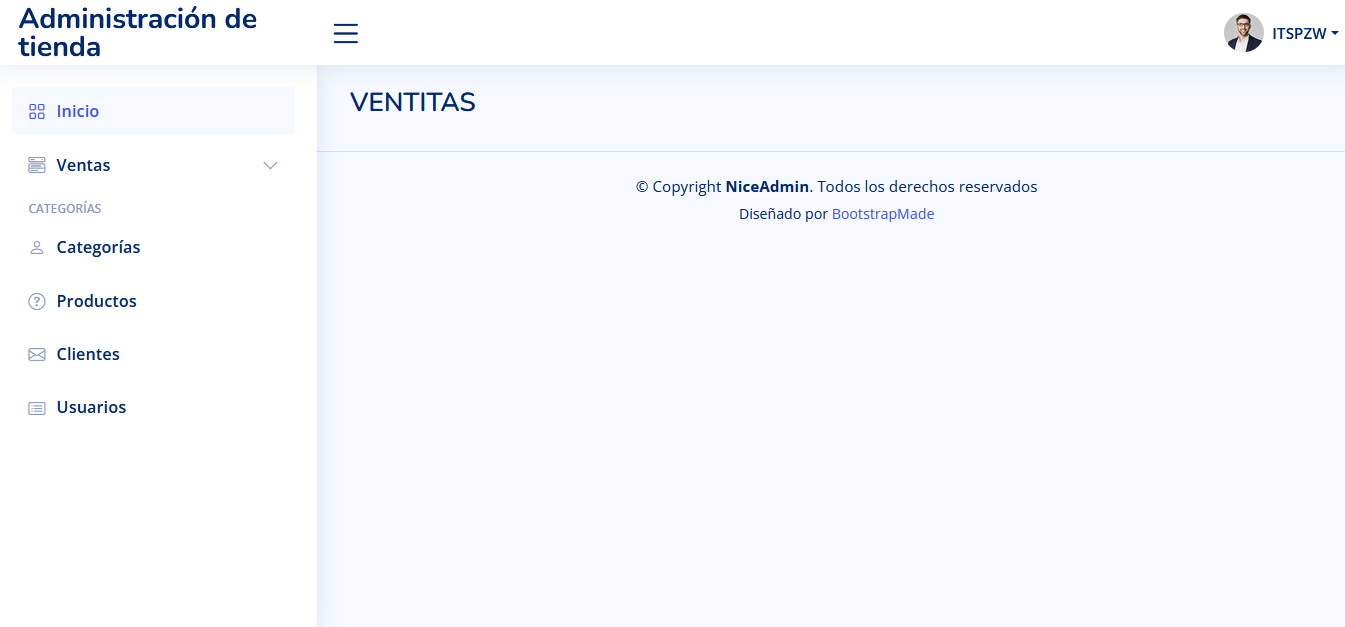 Administración de
tienda
ITSPZW
Inicio
Ventas
CATEGORÍAS
Categorías
Productos
Clientes
Usuarios
VENTITAS
© Copyright NiceAdmin. Todos los derechos reservados
Diseñado por BootstrapMade